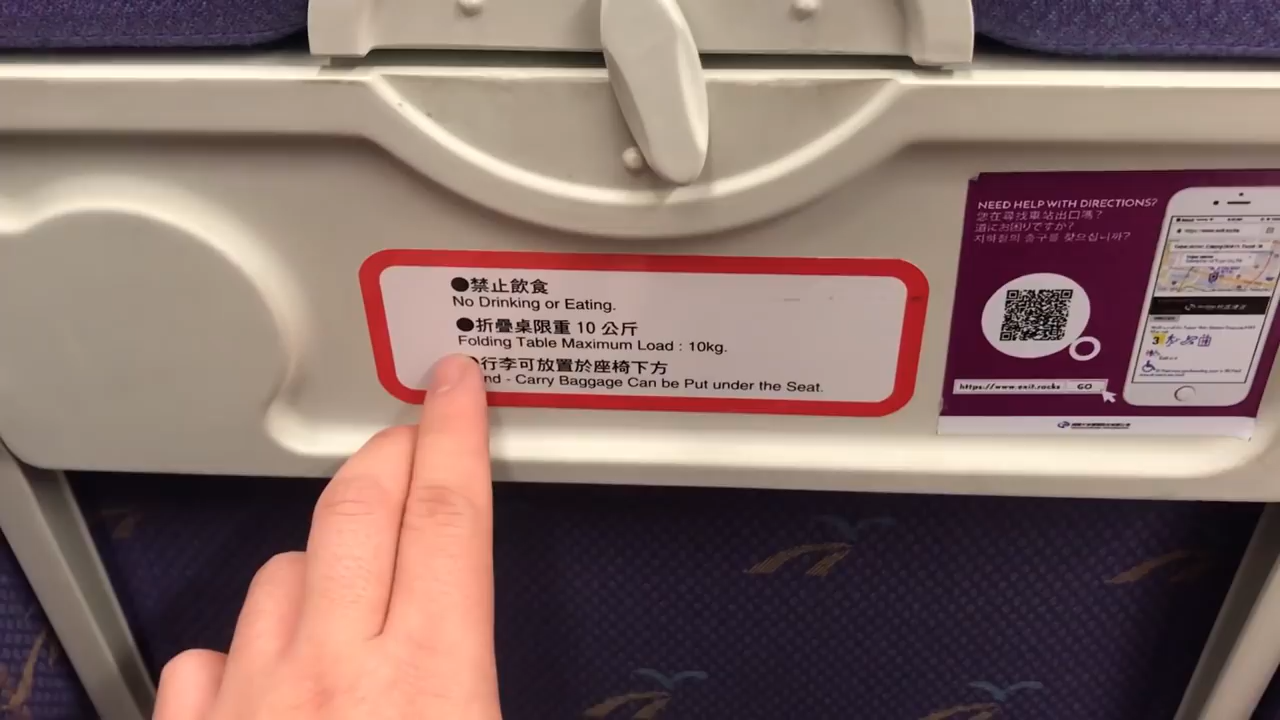 ●禁止飲食
No Drinking or Eating.
●折疊桌限重 10 公斤
Folding Table Maximum Load : 10kg.
行李可放置於座椅下方
nd - Carry Baggage Can be Put under the Seat.
NEED HELP WITH DIRECTIONS?
您在尋找車站出口嗎?
道にお困りですか?
지하철의 출구를 찾으십니까?
https://www.exit.rocks GO
3